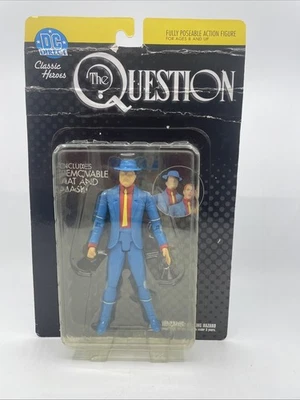 DC
DIRECT
Classic
Heroes
FULLY POSEABLE ACTION FIGURE
FOR AGES 8 AND UP
The
QUESTION
INCLUDES
REMOVABLE
HAT AND
MASK!